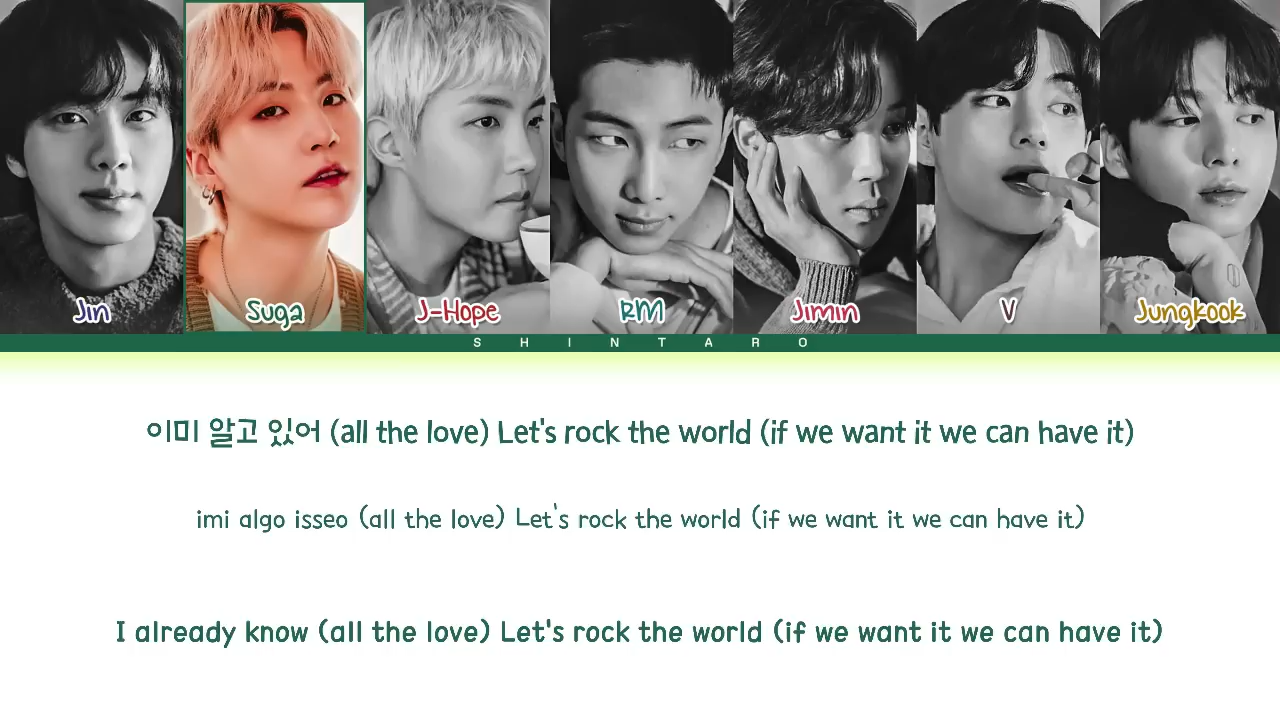 Jin Suga J-Hope RM Jimin V Jungkook
SHINTARO
이미 알고 있어 (all the love) Let's rock the world (if we want it we can have it)
imi algo isseo (all the love) Let's rock the world (if we want it we can have it)
I already know (all the love) Let's rock the world (if we want it we can have it)